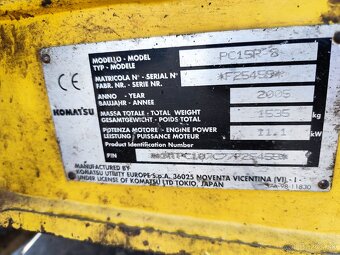 MODELLO - MODEL PC15R-8
TYP - MODELE
CE MATRICOLA N° - SERIAL N° *F25458*
FABR. NR. - SERIE NR.
KOMATSU ANNO - YEAR 2005
BAUJAHR - ANNEE
MASSA TOTALE - TOTAL WEIGHT 1535 kg
GESAMTGEWICHT - POIDS TOTAL
POTENZA MOTORE - ENGINE POWER 11.1 kW
LEISTUNG / PUISSANCE MOTEUR
Product Identification Number
PIN
MANUFACTURED BY
KOMATSU UTILITY EUROPE S.p.A. 36025 NOVENTA VICENTINA (VI) - I -
UNDER LICENSE OF KOMATSU LTD TOKIO, JAPAN